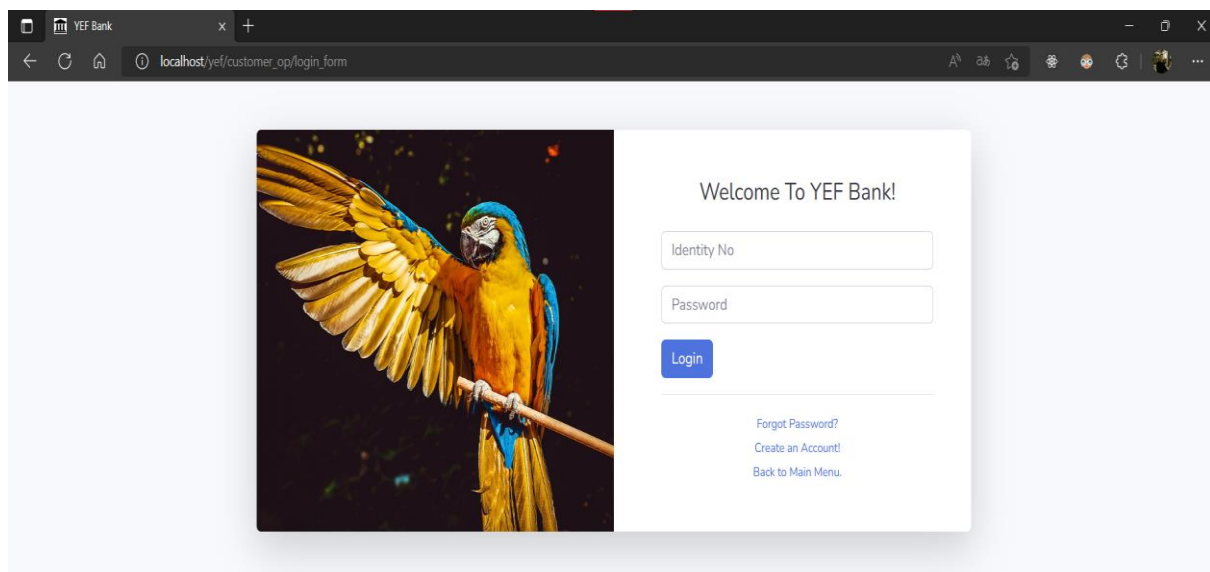 YEF Bank
localhost/yef/customer_op/login_form
Welcome To YEF Bank!
Identity No
Password
Login
Forgot Password?
Create an Account!
Back to Main Menu.